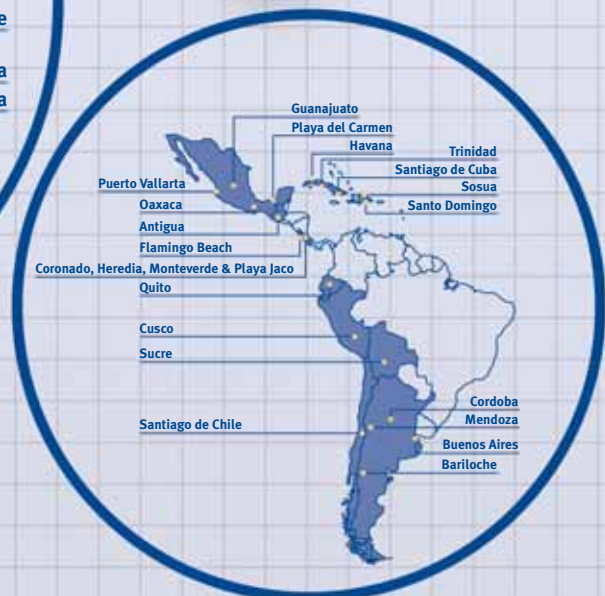 e
a
a
Guanajuato
Playa del Carmen
Havana
Trinidad
Santiago de Cuba
Sosua
Santo Domingo
Puerto Vallarta
Oaxaca
Antigua
Flamingo Beach
Coronado, Heredia, Monteverde & Playa Jaco
Quito
Cusco
Sucre
Santiago de Chile
Cordoba
Mendoza
Buenos Aires
Bariloche